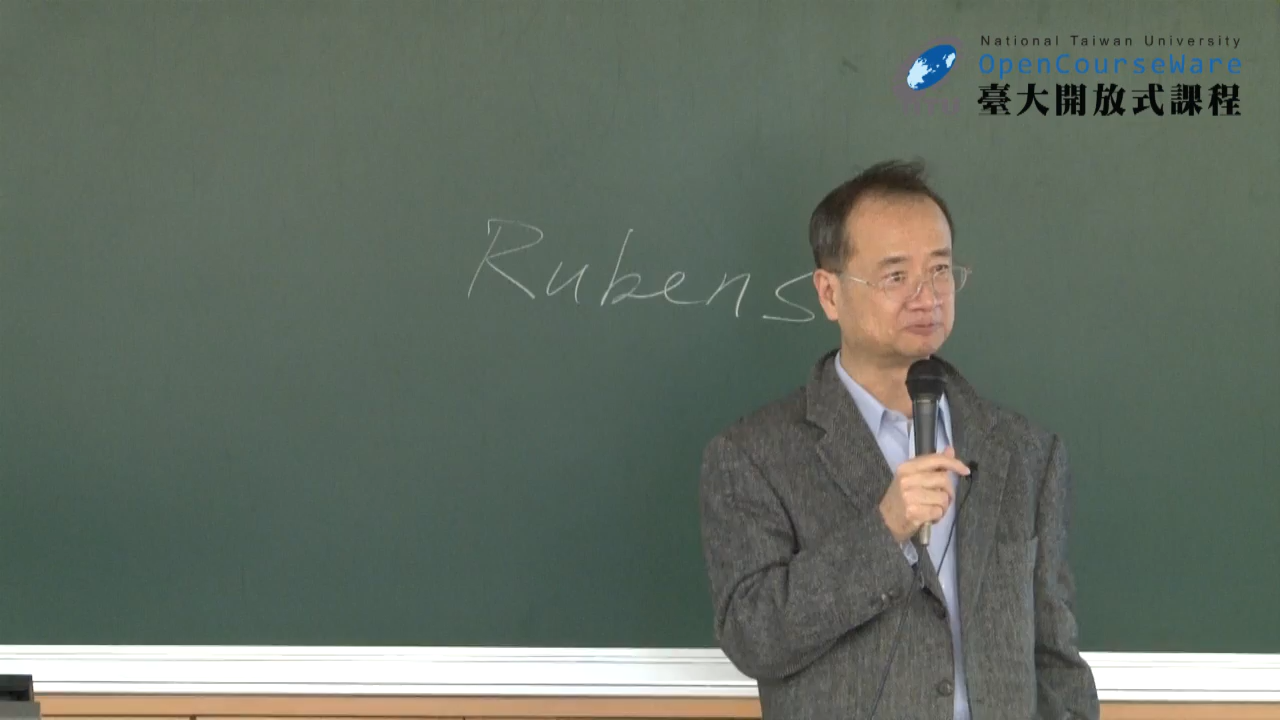 National Taiwan University
OpenCourseWare
臺大開放式課程
Rubens